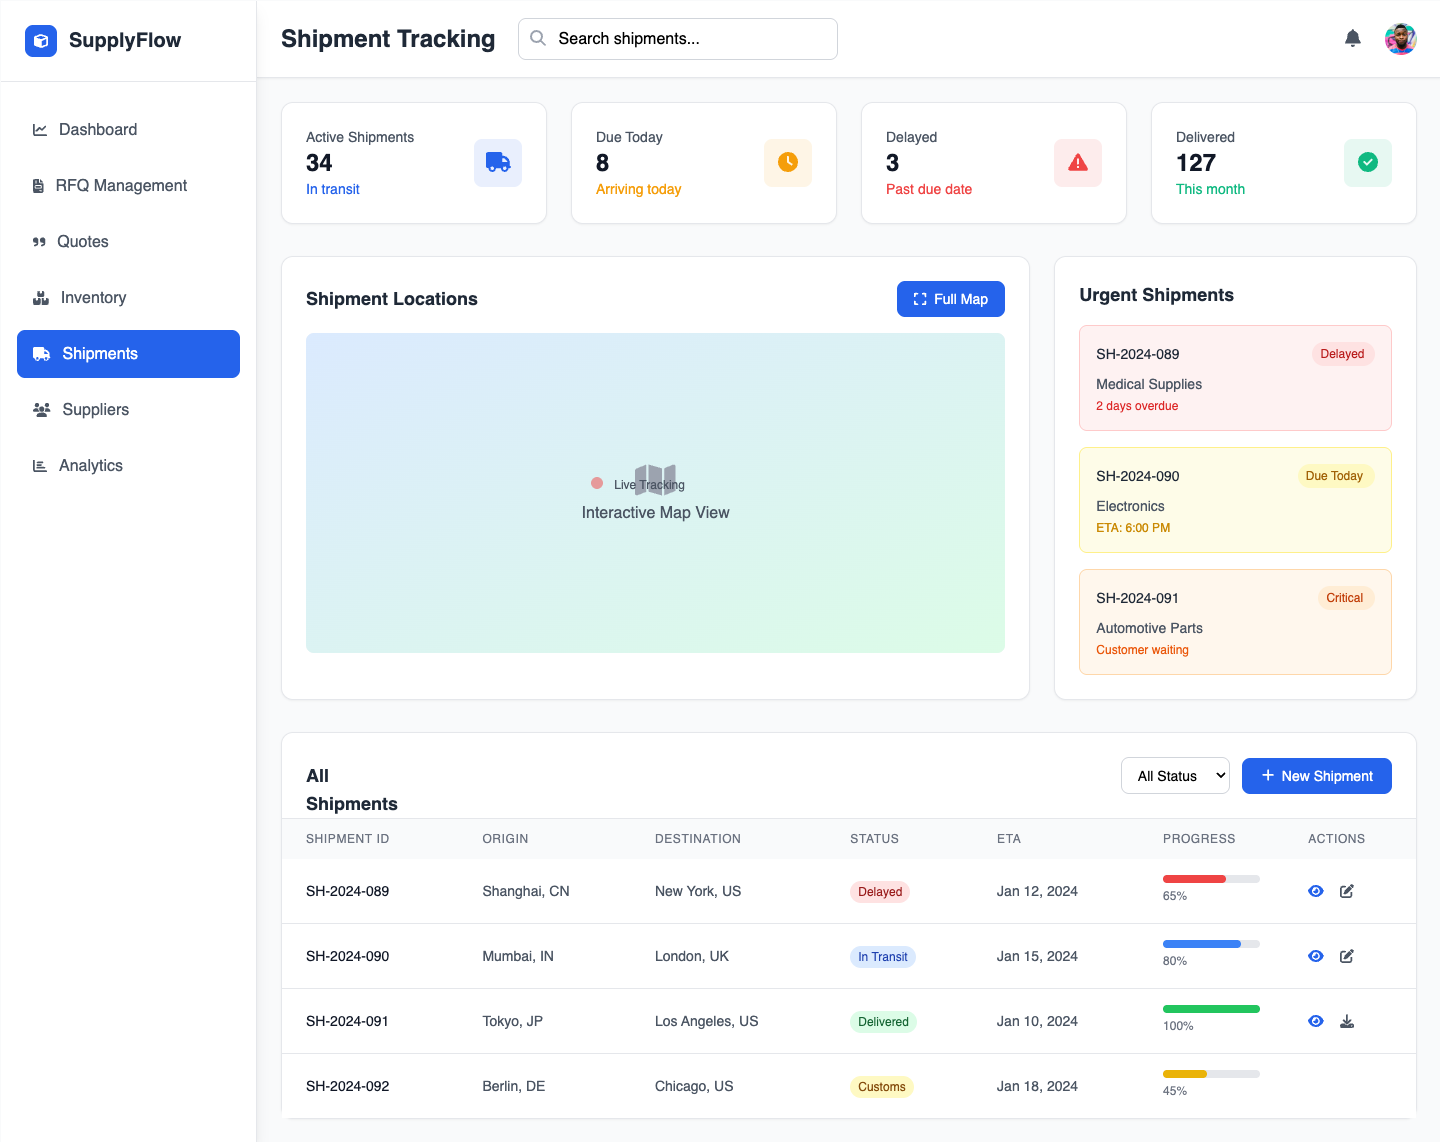 SupplyFlow
Shipment Tracking
Search shipments...
Dashboard
RFQ Management
Quotes
Inventory
Shipments
Suppliers
Analytics
Active Shipments
34
In transit
Due Today
8
Arriving today
Delayed
3
Past due date
Delivered
127
This month
Shipment Locations
Full Map
Live Tracking
Interactive Map View
Urgent Shipments
SH-2024-089 Delayed
Medical Supplies
2 days overdue
SH-2024-090 Due Today
Electronics
ETA: 6:00 PM
SH-2024-091 Critical
Automotive Parts
Customer waiting
All
Shipments
All Status
New Shipment
SHIPMENT ID ORIGIN DESTINATION STATUS ETA PROGRESS ACTIONS
SH-2024-089 Shanghai, CN New York, US Delayed Jan 12, 2024 65%
SH-2024-090 Mumbai, IN London, UK In Transit Jan 15, 2024 80%
SH-2024-091 Tokyo, JP Los Angeles, US Delivered Jan 10, 2024 100%
SH-2024-092 Berlin, DE Chicago, US Customs Jan 18, 2024 45%